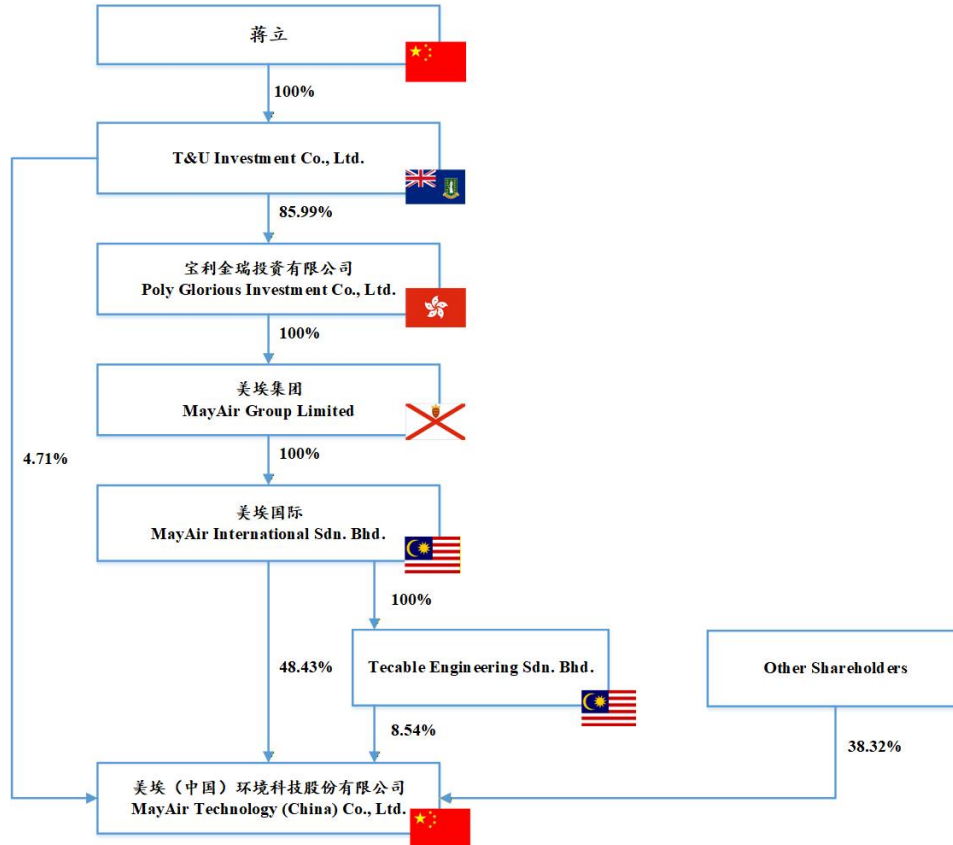 蒋立
100%
T&U Investment Co., Ltd.
85.99%
宝利金瑞投资有限公司
Poly Glorious Investment Co., Ltd.
100%
美埃集团
MayAir Group Limited
4.71%
100%
美埃国际
MayAir International Sdn. Bhd.
100%
48.43%
Tecable Engineering Sdn. Bhd.
Other Shareholders
8.54%
38.32%
美埃（中国）环境科技股份有限公司
MayAir Technology (China) Co., Ltd.